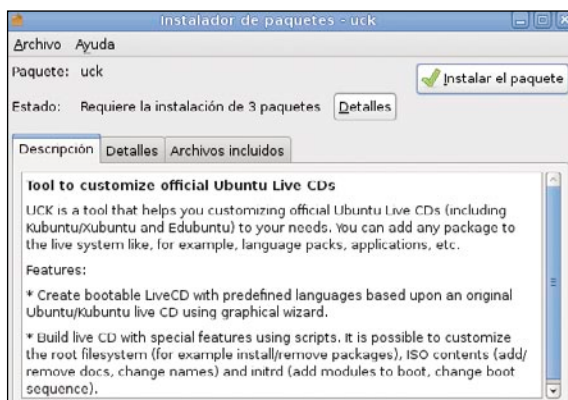 Instalador de paquetes - uck
Archivo Ayuda
Paquete: uck
Instalar el paquete
Estado: Requiere la instalación de 3 paquetes Detalles
Descripción Detalles Archivos incluidos
Tool to customize official Ubuntu Live CDs
UCK is a tool that helps you customizing official Ubuntu Live CDs (including
Kubuntu/Xubuntu and Edubuntu) to your needs. You can add any package to
the live system like, for example, language packs, applications, etc.
Features:
* Create bootable LiveCD with predefined languages based upon an original
Ubuntu/Kubuntu live CD using graphical wizard.
* Build live CD with special features using scripts. It is possible to customize
the root filesystem (for example install/remove packages), ISO contents (add/
remove docs, change names) and initrd (add modules to boot, change boot
sequence).